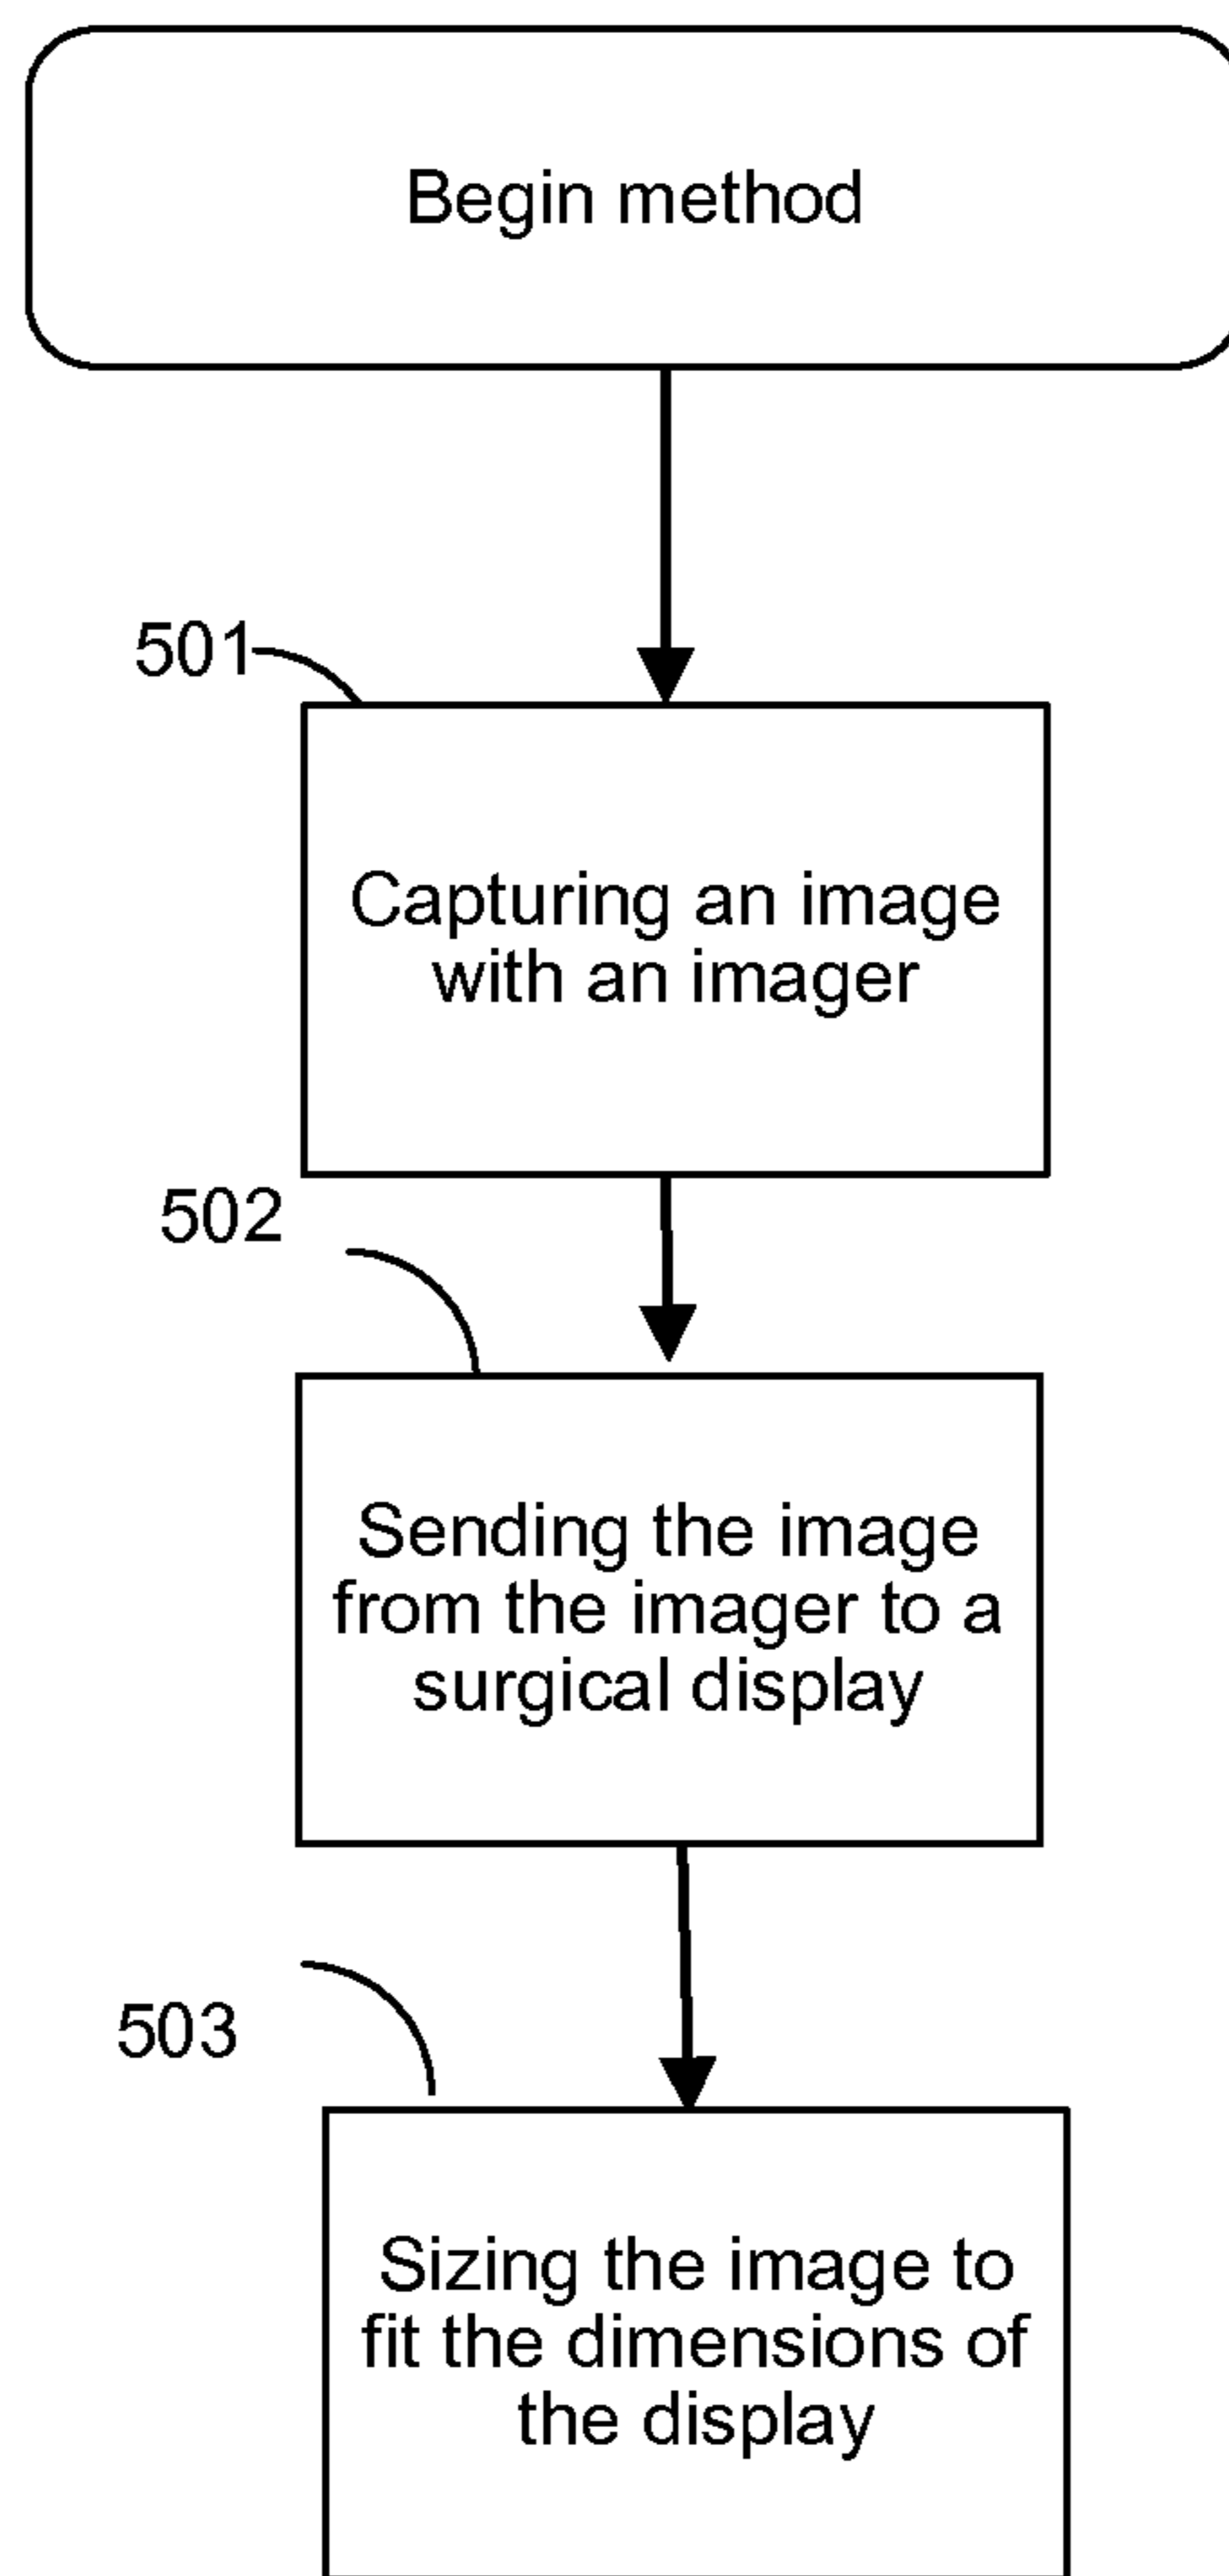 Begin method
501
Capturing an image
with an imager
502
Sending the image
from the imager to a
surgical display
503
Sizing the image to
fit the dimensions of
the display